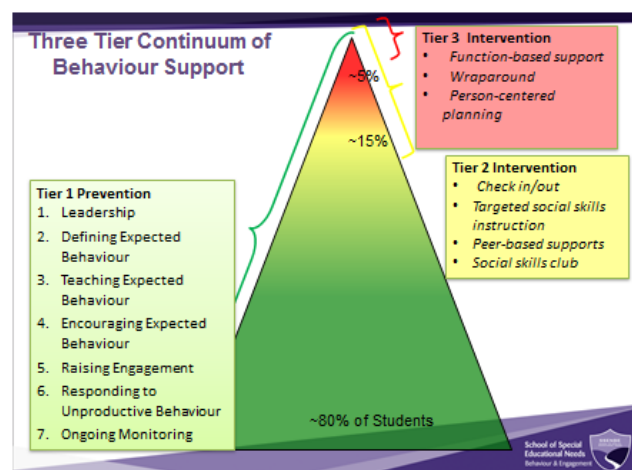 Three Tier Continuum of
Behaviour Support
Tier 3 Intervention
• Function-based support
• Wraparound
• Person-centered
planning
~5%
~15%
Tier 2 Intervention
• Check in/out
• Targeted social skills
instruction
• Peer-based supports
• Social skills club
Tier 1 Prevention
1. Leadership
2. Defining Expected
Behaviour
3. Teaching Expected
Behaviour
4. Encouraging Expected
Behaviour
5. Raising Engagement
6. Responding to
Unproductive Behaviour
7. Ongoing Monitoring
~80% of Students
School of Special
Educational Needs
Behaviour & Engagement